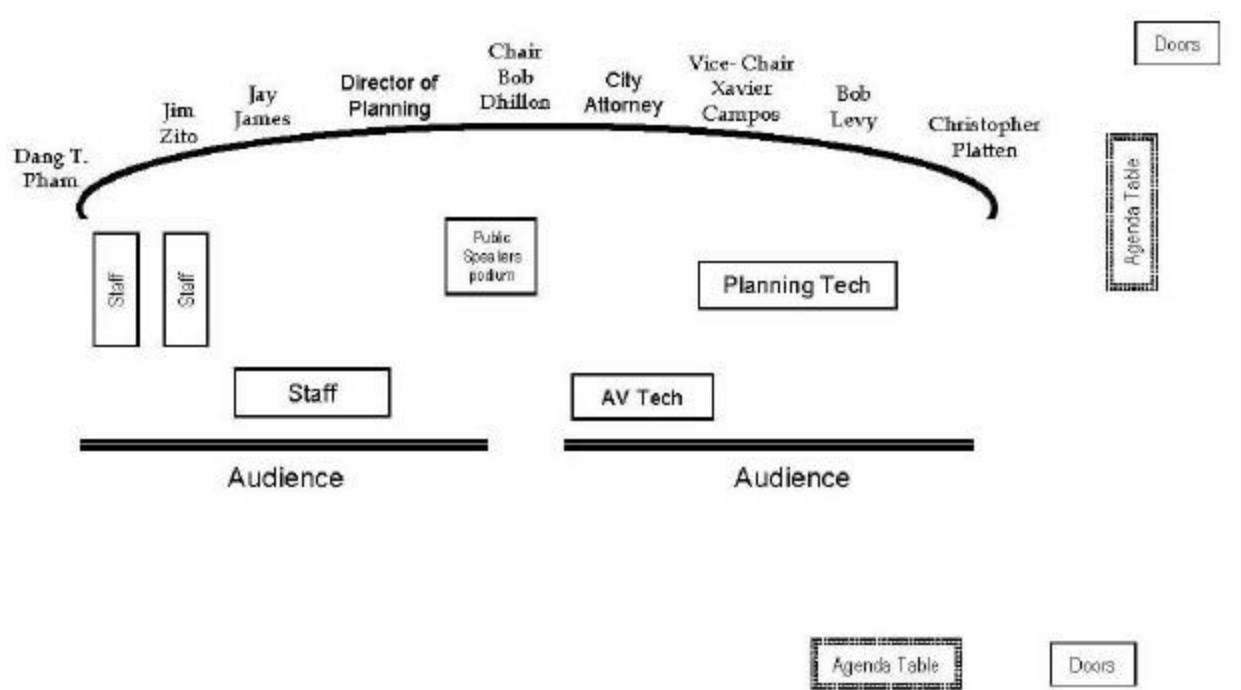 Doors
Chair
Bob
Dhillon
Vice- Chair
Xavier
Campos
Director of
Planning
City
Attorney
Jay
James
Bob
Levy
Jim
Zito
Christopher
Platten
Dang T.
Pham
Agenda Table
Staff
Staff
Public
Speakers
podium
Planning Tech
Staff
AV Tech
Audience
Audience
Agenda Table
Doors